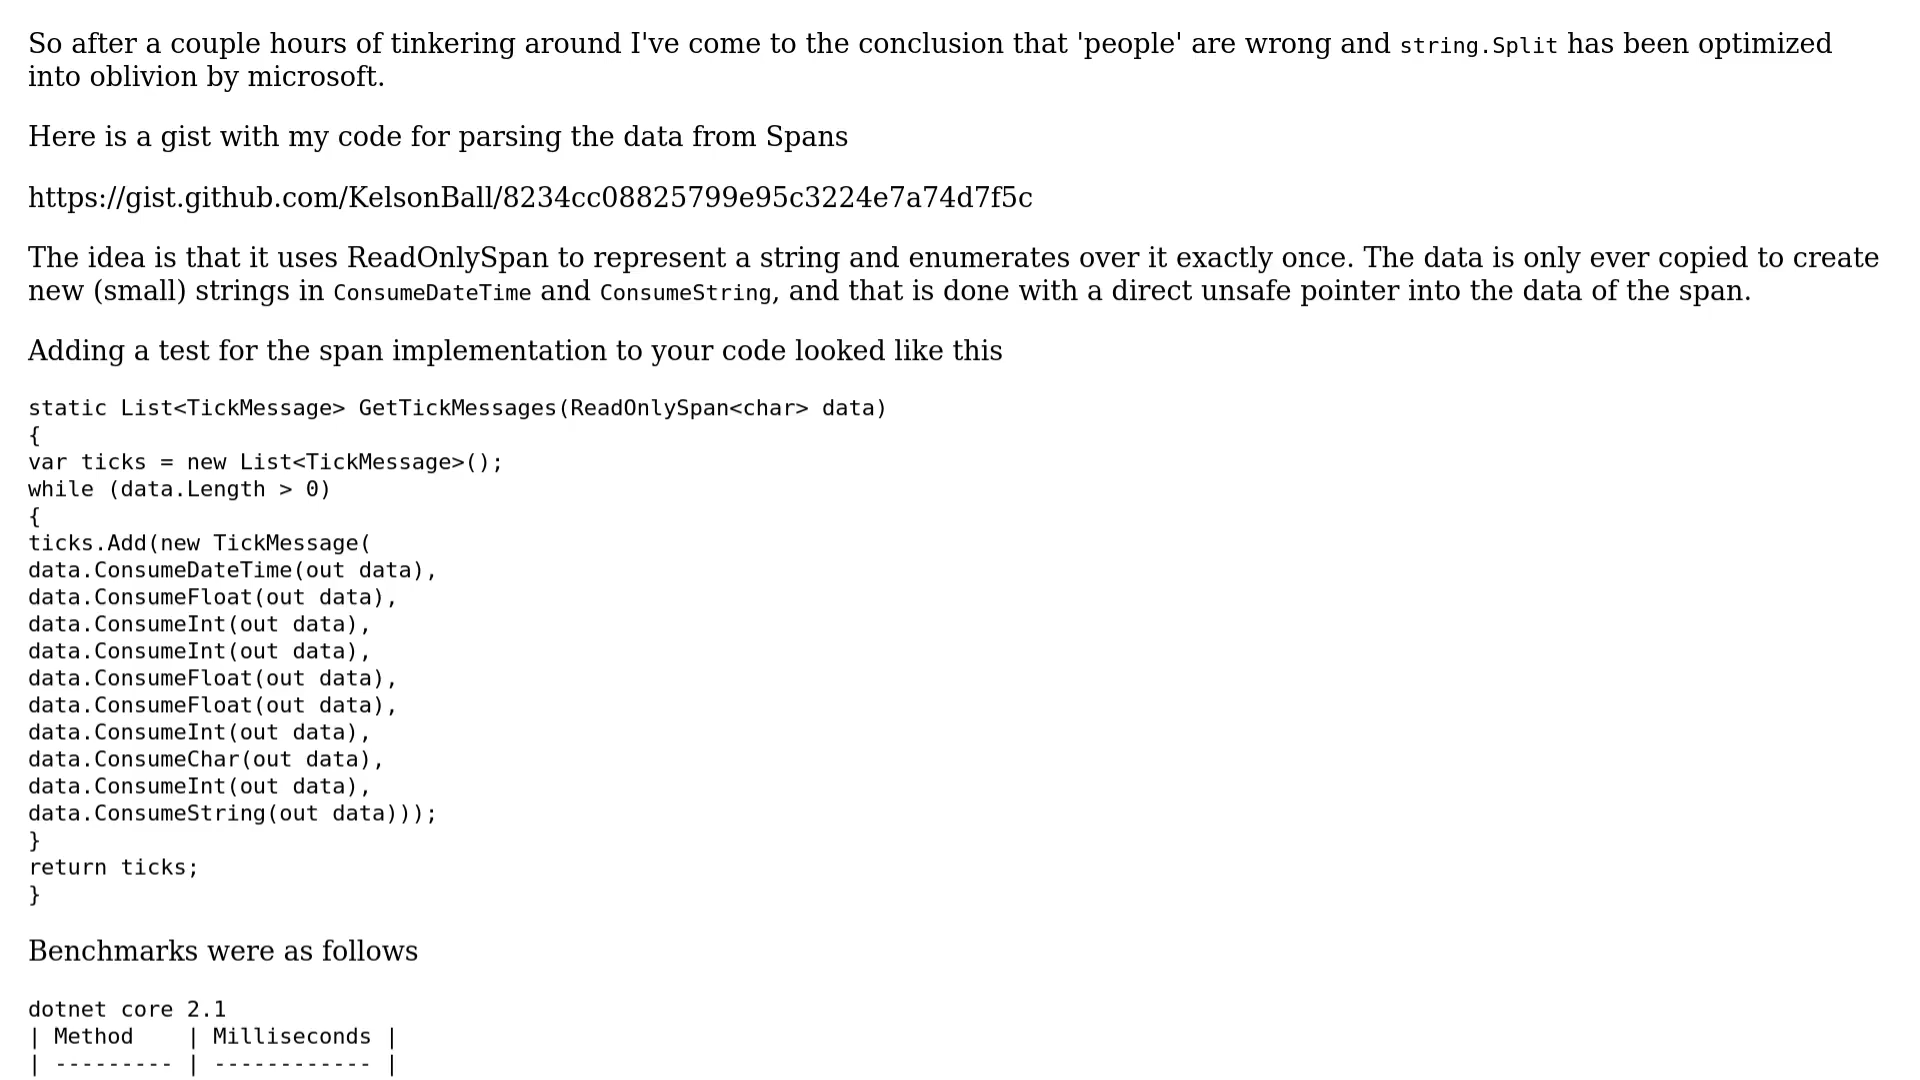 So after a couple hours of tinkering around I've come to the conclusion that 'people' are wrong and string.Split has been optimized
into oblivion by microsoft.
Here is a gist with my code for parsing the data from Spans
https://gist.github.com/KelsonBall/8234cc08825799e95c3224e7a74d7f5c
The idea is that it uses ReadOnlySpan to represent a string and enumerates over it exactly once. The data is only ever copied to create
new (small) strings in ConsumeDateTime and ConsumeString, and that is done with a direct unsafe pointer into the data of the span.
Adding a test for the span implementation to your code looked like this
static List<TickMessage> GetTickMessages(ReadOnlySpan<char> data)
{
var ticks = new List<TickMessage>();
while (data.Length > 0)
{
ticks.Add(new TickMessage(
data.ConsumeDateTime(out data),
data.ConsumeFloat(out data),
data.ConsumeInt(out data),
data.ConsumeInt(out data),
data.ConsumeFloat(out data),
data.ConsumeFloat(out data),
data.ConsumeInt(out data),
data.ConsumeChar(out data),
data.ConsumeInt(out data),
data.ConsumeString(out data)));
}
return ticks;
}
Benchmarks were as follows
dotnet core 2.1
| Method    | Milliseconds |
| --------- | ------------ |